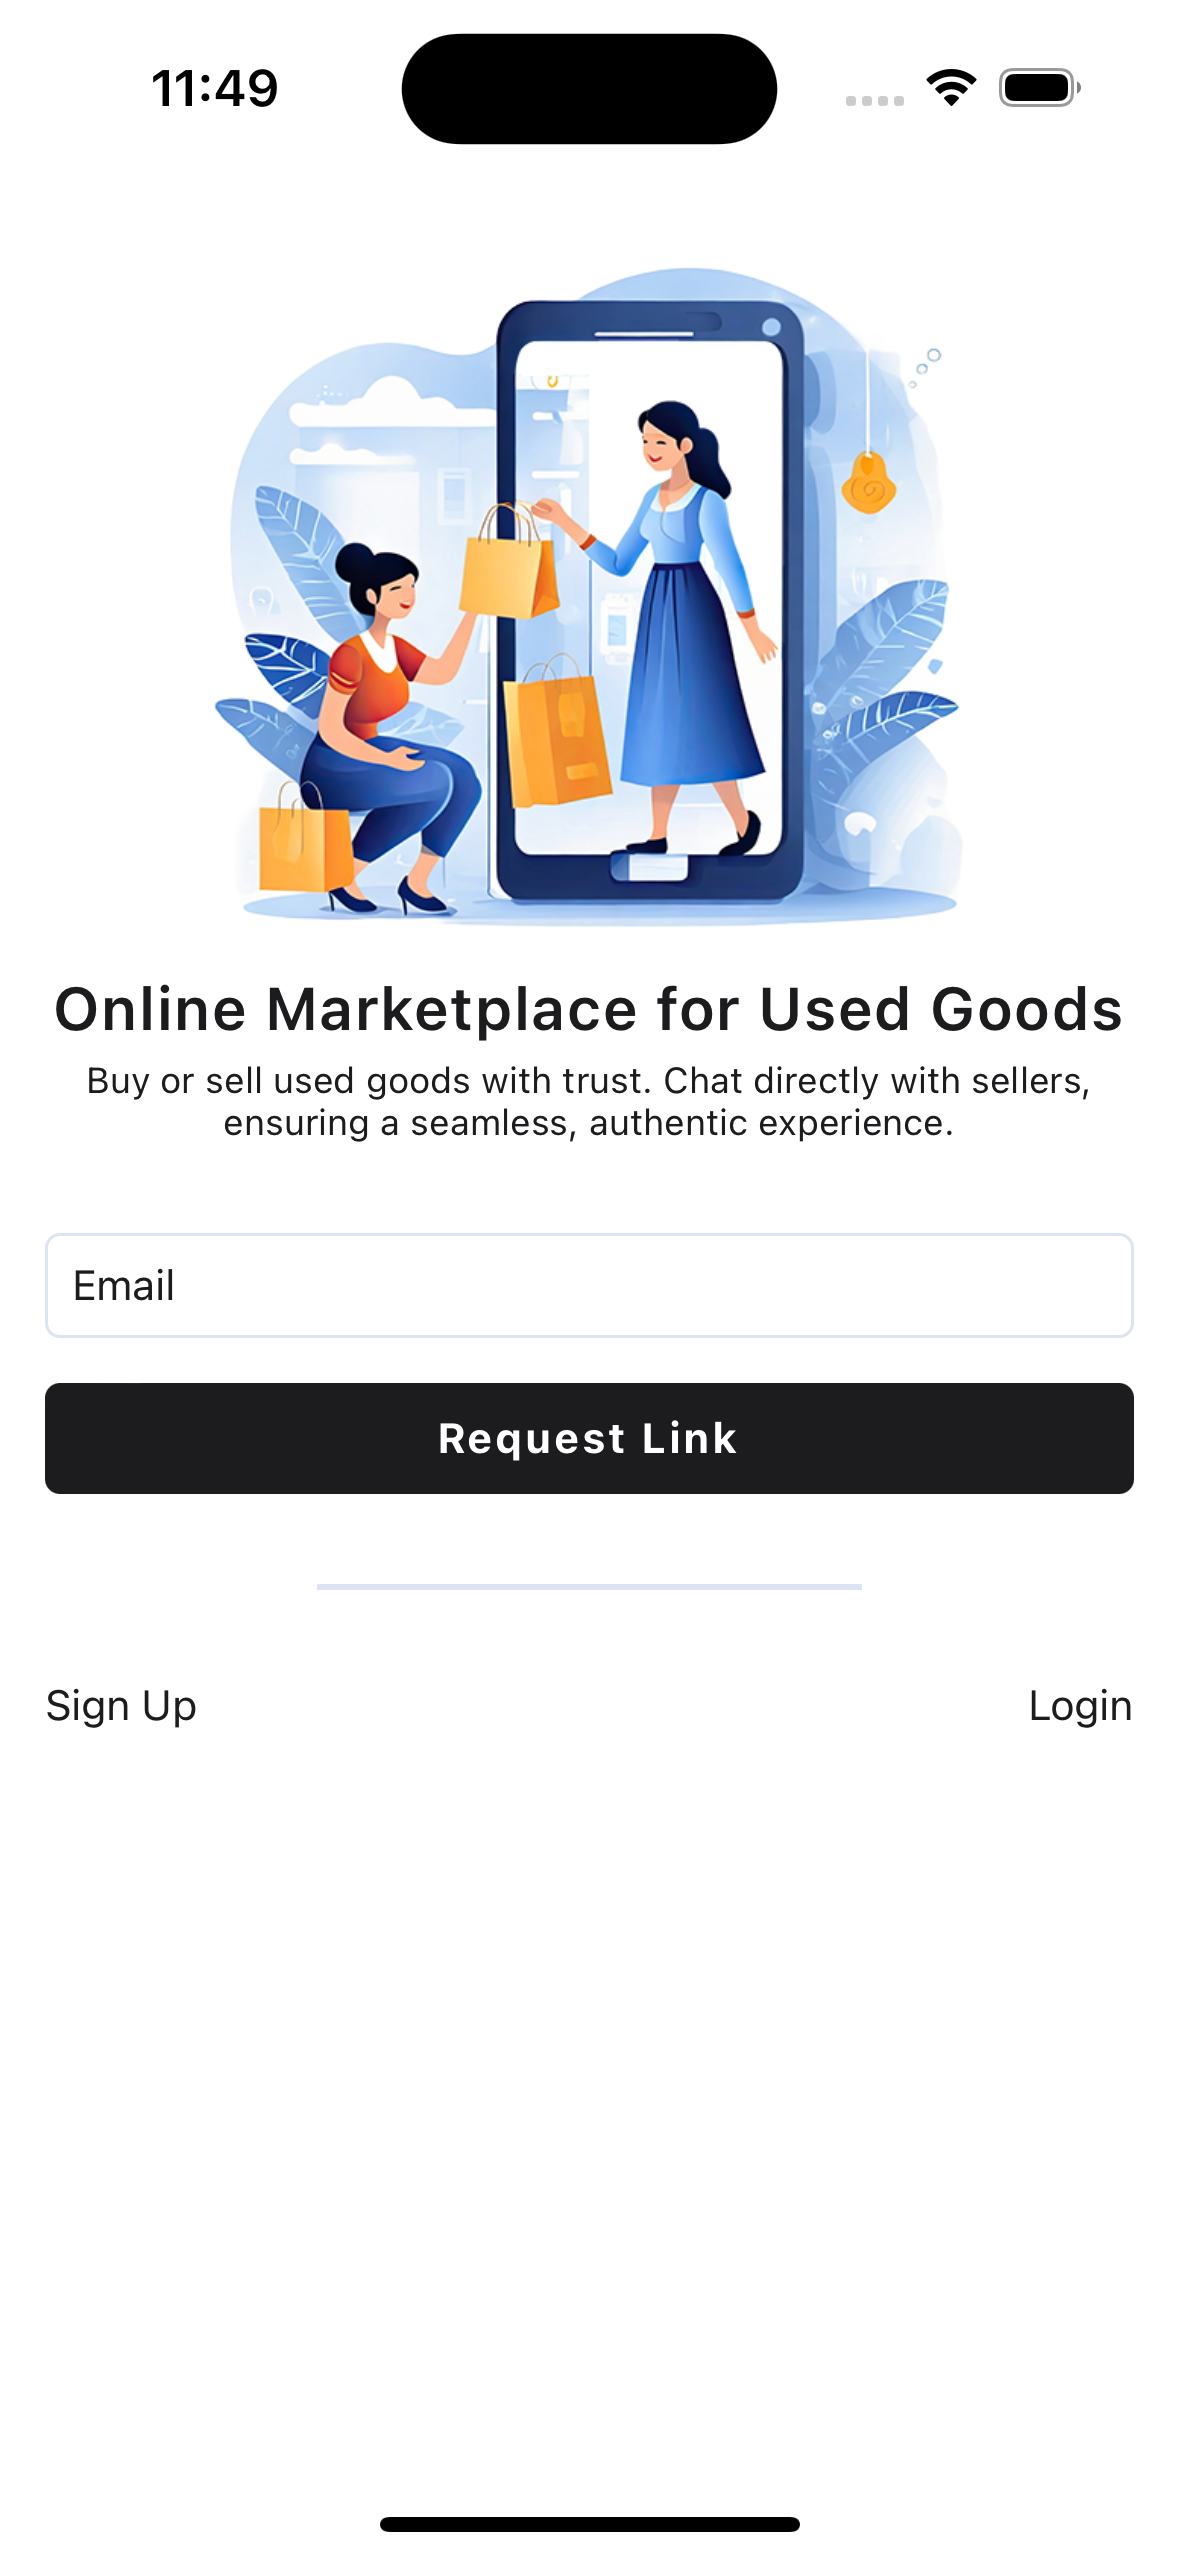 11:49
Online Marketplace for Used Goods
Buy or sell used goods with trust. Chat directly with sellers,
ensuring a seamless, authentic experience.
Email
Request Link
Sign Up
Login